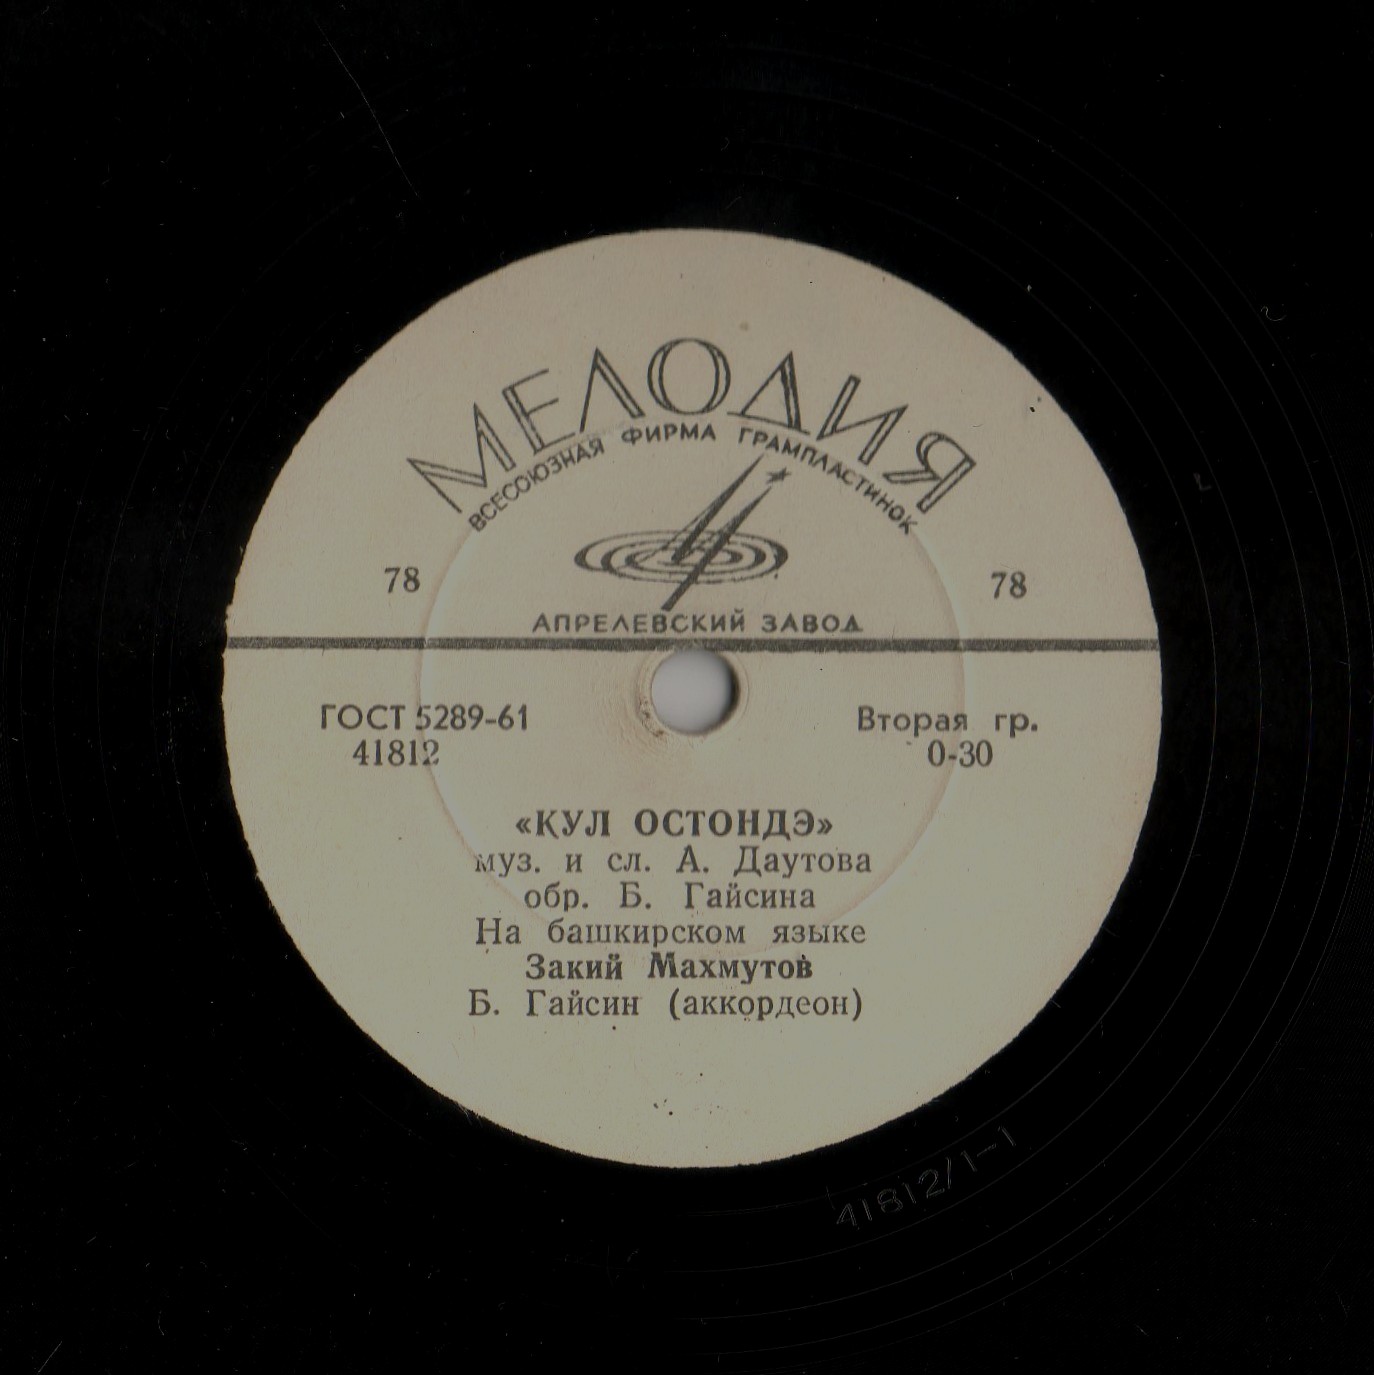 МЕЛОДИЯ
ВСЕСОЮЗНАЯ ФИРМА ГРАМПЛАСТИНОК
78
78
АПРЕЛЕВСКИЙ ЗАВОД
ГОСТ 5289-61
41812
Вторая гр.
0-30
«КУЛ ОСТОНДЭ»
муз. и сл. А. Даутова
обр. Б. Гайсина
На башкирском языке
Закий Махмутов
Б. Гайсин (аккордеон)
41812/1-1